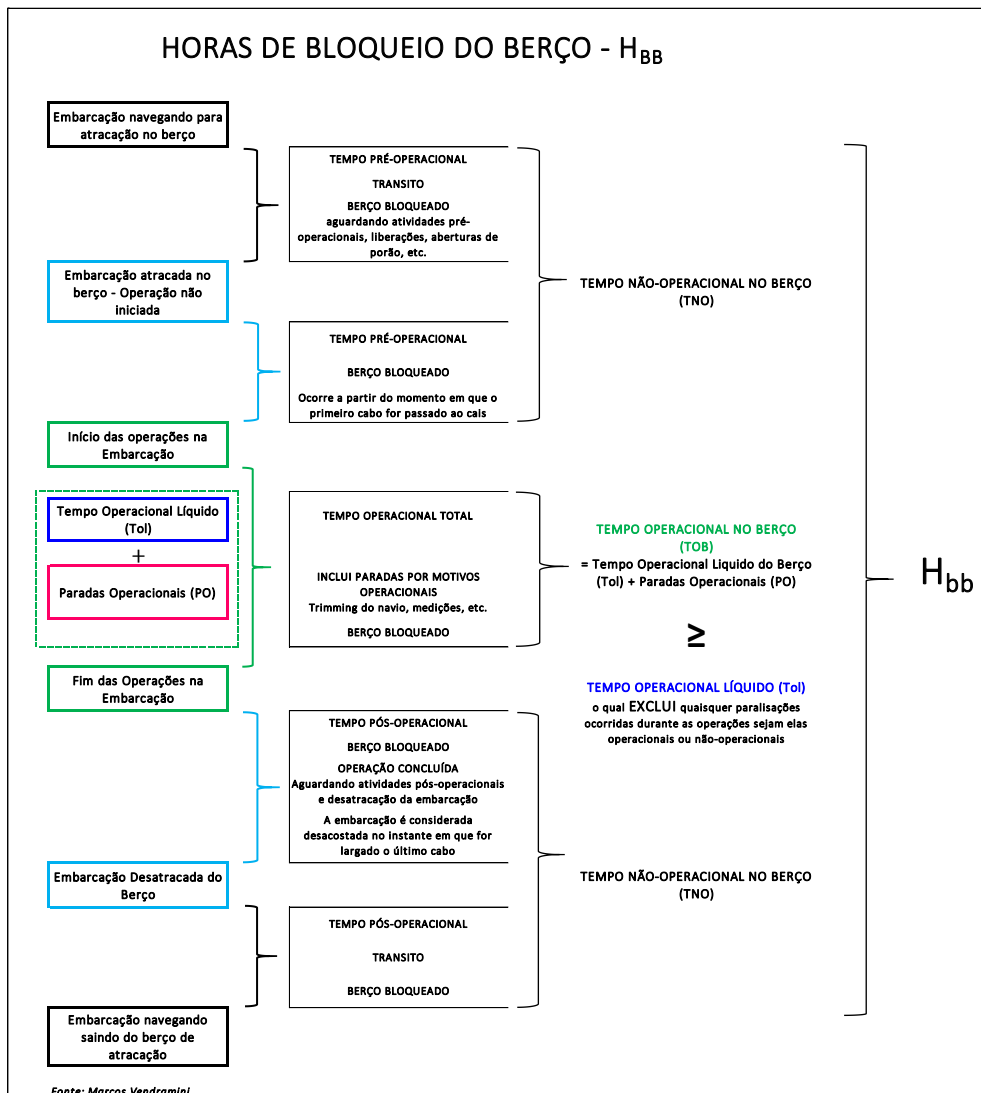 HORAS DE BLOQUEIO DO BERÇO - HBB
Embarcação navegando para
atracação no berço
TEMPO PRÉ-OPERACIONAL
TRANSITO
BERÇO BLOQUEADO
aguardando atividades pré-
operacionais, liberações, aberturas de
porão, etc.
Embarcação atracada no
berço - Operação não
iniciada
TEMPO NÃO-OPERACIONAL NO BERÇO
(TNO)
TEMPO PRÉ-OPERACIONAL
BERÇO BLOQUEADO
Ocorre a partir do momento em que o
primeiro cabo for passado ao cais
Início das operações na
Embarcação
Tempo Operacional Líquido
(Tol)
+
Paradas Operacionais (PO)
TEMPO OPERACIONAL TOTAL
INCLUI PARADAS POR MOTIVOS
OPERACIONAIS
Trimming do navio, medições, etc.
BERÇO BLOQUEADO
TEMPO OPERACIONAL NO BERÇO
(TOB)
= Tempo Operacional Liquido do Berço
(Tol) + Paradas Operacionais (PO)
≥
TEMPO OPERACIONAL LÍQUIDO (Tol)
o qual EXCLUI quaisquer paralisações
ocorridas durante as operações sejam elas
operacionais ou não-operacionais
Hbb
Fim das Operações na
Embarcação
TEMPO PÓS-OPERACIONAL
BERÇO BLOQUEADO
OPERAÇÃO CONCLUÍDA
Aguardando atividades pós-operacionais
e desatracação da embarcação
A embarcação é considerada
desacostada no instante em que for
largado o último cabo
Embarcação Desatracada do
Berço
TEMPO NÃO-OPERACIONAL NO BERÇO
(TNO)
TEMPO PÓS-OPERACIONAL
TRANSITO
BERÇO BLOQUEADO
Embarcação navegando
saindo do berço de
atracação
Fonte: Marcos Vendramini